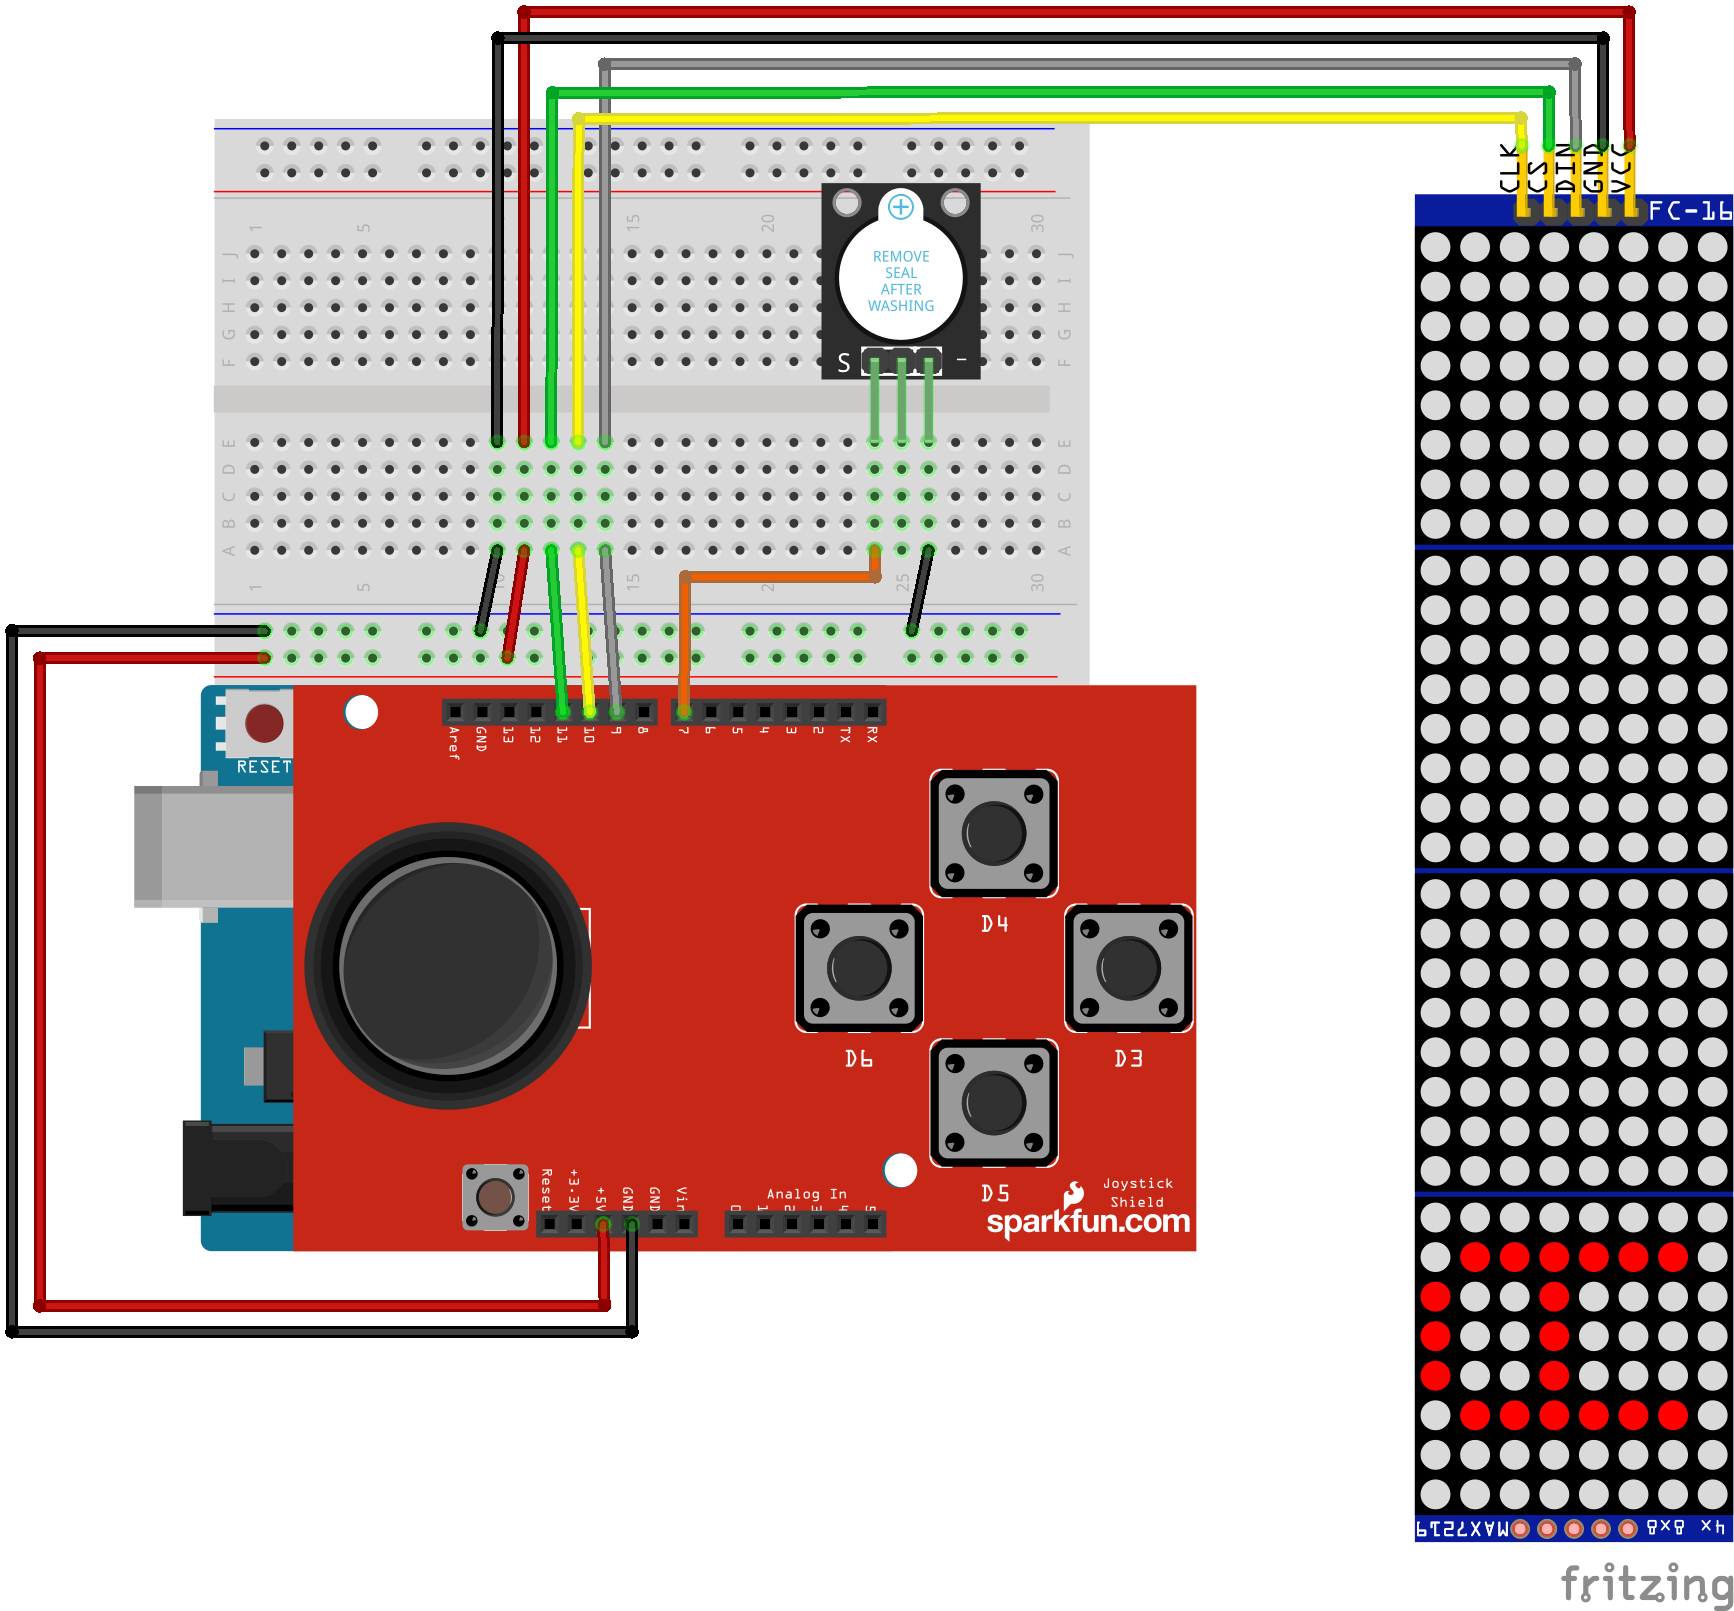 CLK
CS
DIN
GND
VCC
FC-16
1
5
15
20
30
J
I
H
G
F
J
I
H
G
F
REMOVE
SEAL
AFTER
WASHING
S
−
E
D
C
B
A
E
D
C
B
A
1
5
10
15
2
25
30
RESET
Aref
GND
13
12
11
10
9
8
7
6
5
4
3
2
TX
RX
D4
D6
D3
D5
Reset
+3.3V
+5V
GND
GND
Vin
Analog In
0
1
2
3
4
5
Joystick
Shield
sparkfun.com
MAX7219
8x8
4x
fritzing